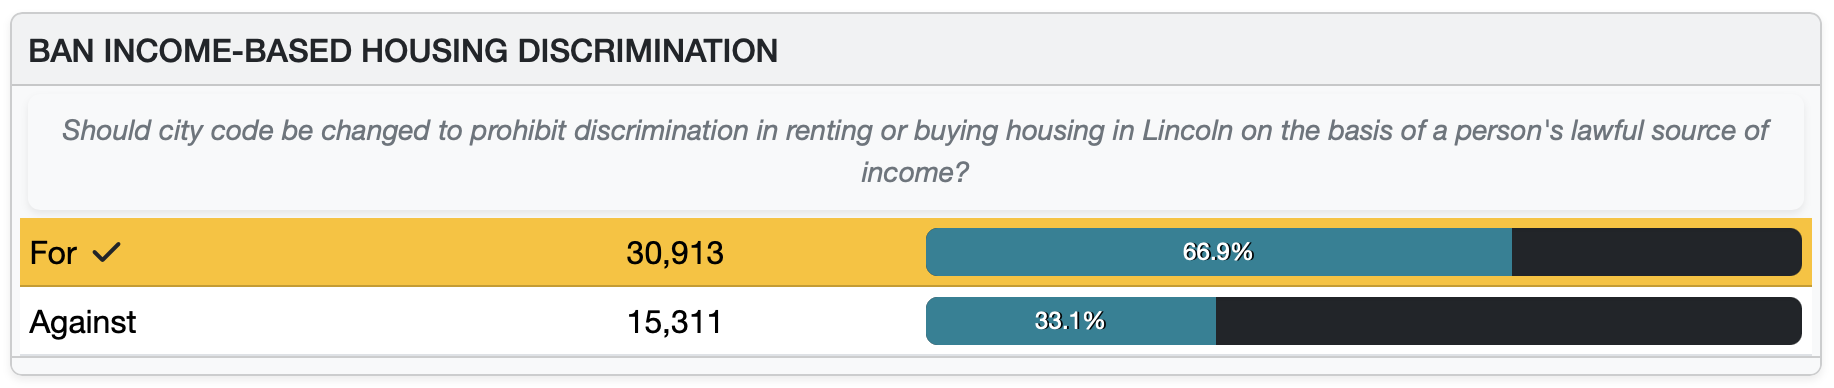 BAN INCOME-BASED HOUSING DISCRIMINATION
Should city code be changed to prohibit discrimination in renting or buying housing in Lincoln on the basis of a person's lawful source of
income?
For ✓ 30,913 66.9%
Against 15,311 33.1%